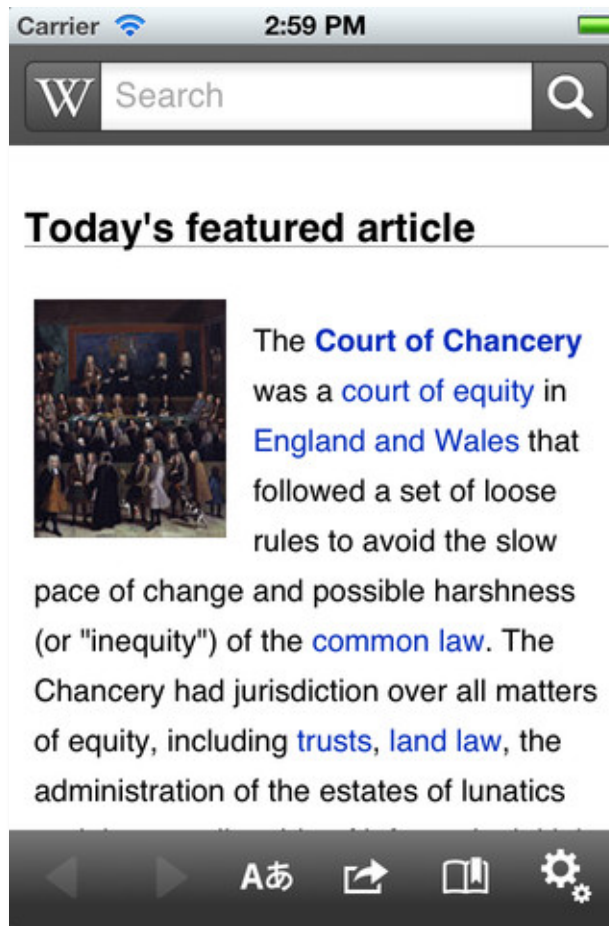 Carrier 2:59 PM
W Search
Today's featured article
The Court of Chancery
was a court of equity in
England and Wales that
followed a set of loose
rules to avoid the slow
pace of change and possible harshness
(or "inequity") of the common law. The
Chancery had jurisdiction over all matters
of equity, including trusts, land law, the
administration of the estates of lunatics
Aあ